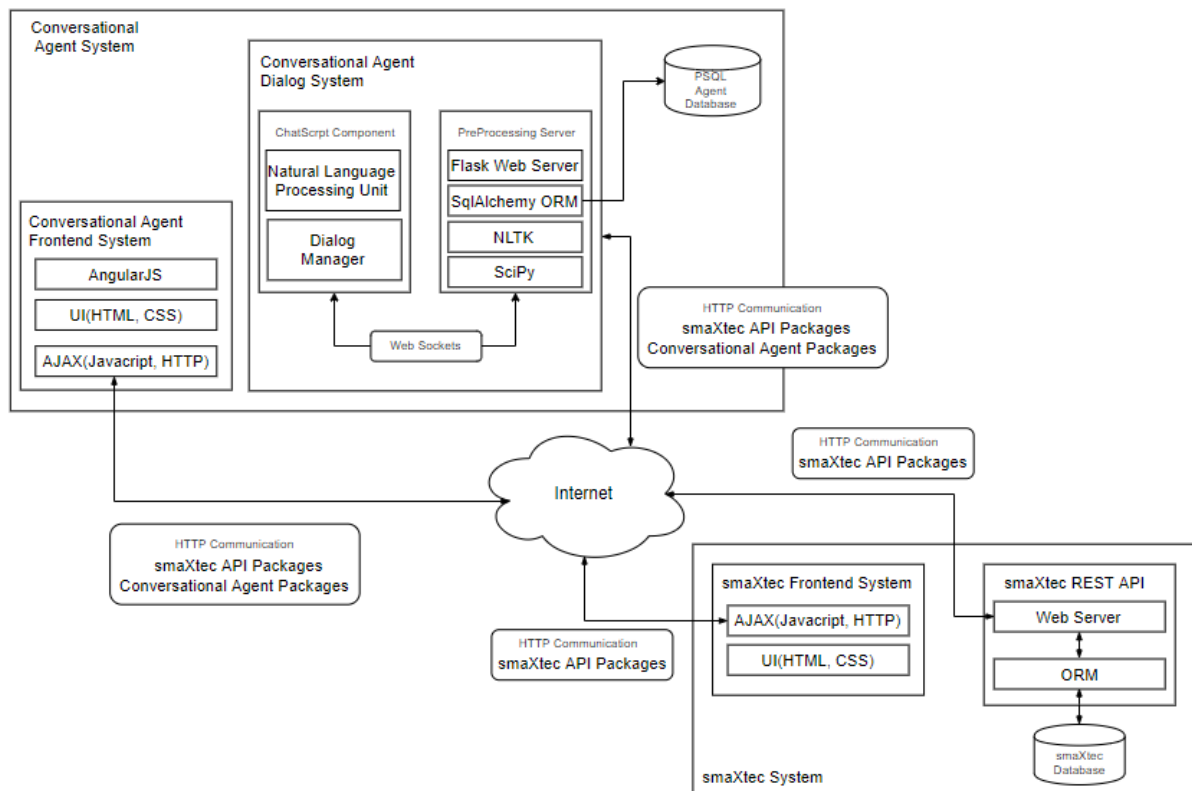 Conversational
Agent System
Conversational Agent
Dialog System
PSQL
Agent
Database
ChatScrpt Component
Natural Language
Processing Unit
Dialog
Manager
PreProcessing Server
Flask Web Server
SqlAlchemy ORM
NLTK
SciPy
Web Sockets
Conversational Agent
Frontend System
AngularJS
UI(HTML, CSS)
AJAX(Javacript, HTTP)
HTTP Communication
smaXtec API Packages
Conversational Agent Packages
HTTP Communication
smaXtec API Packages
Internet
HTTP Communication
smaXtec API Packages
Conversational Agent Packages
HTTP Communication
smaXtec API Packages
smaXtec Frontend System
AJAX(Javacript, HTTP)
UI(HTML, CSS)
smaXtec REST API
Web Server
ORM
smaXtec
Database
smaXtec System